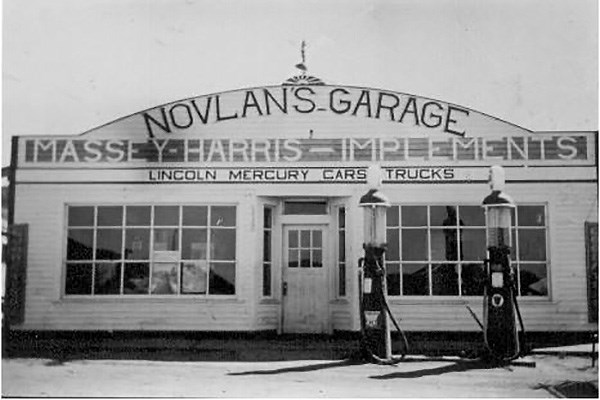 NOVLAN'S-GARAGE
MASSEY-HARRIS-IMPLEMENTS
LINCOLN MERCURY CARS TRUCKS